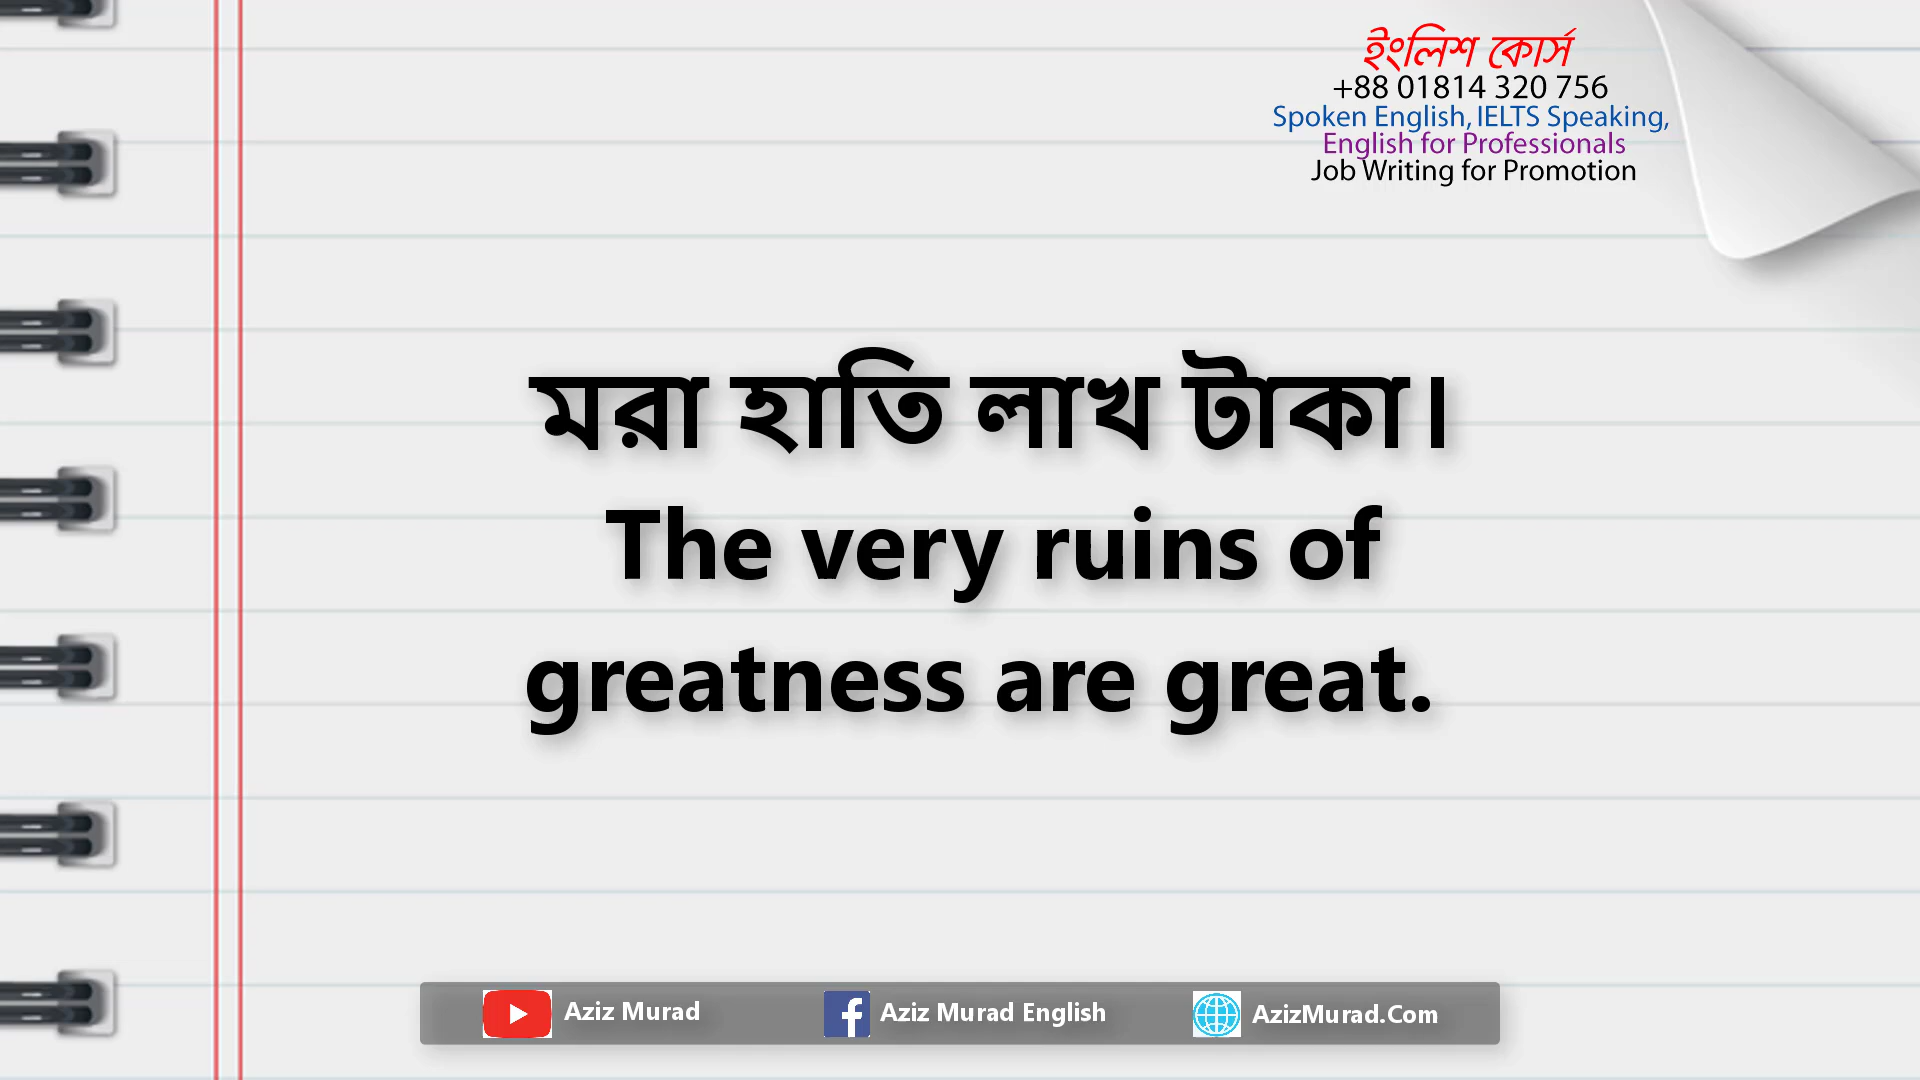 ইংলিশ কোর্স
+88 01814 320 756
Spoken English, IELTS Speaking,
English for Professionals
Job Writing for Promotion
মরা হাতি লাখ টাকা।
The very ruins of
greatness are great.
Aziz Murad
Aziz Murad English
AzizMurad.Com